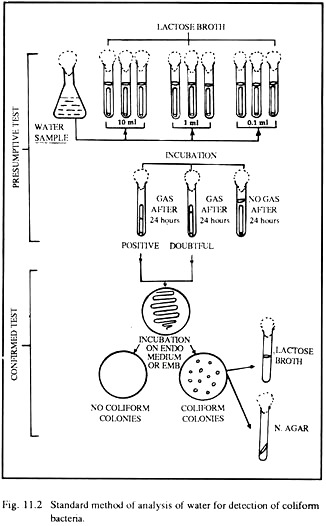 LACTOSE BROTH
WATER
SAMPLE
10 ml
1 ml
0.1 ml
PRESUMPTIVE TEST
INCUBATION
GAS
AFTER
24 hours
GAS
AFTER
24 hours
NO GAS
AFTER
24 hours
POSITIVE DOUBTFUL
CONFIRMED TEST
INCUBATION
ON ENDO
MEDIUM
OR EMB
LACTOSE
BROTH
NO COLIFORM
COLONIES
COLIFORM
COLONIES
N. AGAR
Fig. 11.2 Standard method of analysis of water for detection of coliform
bacteria.